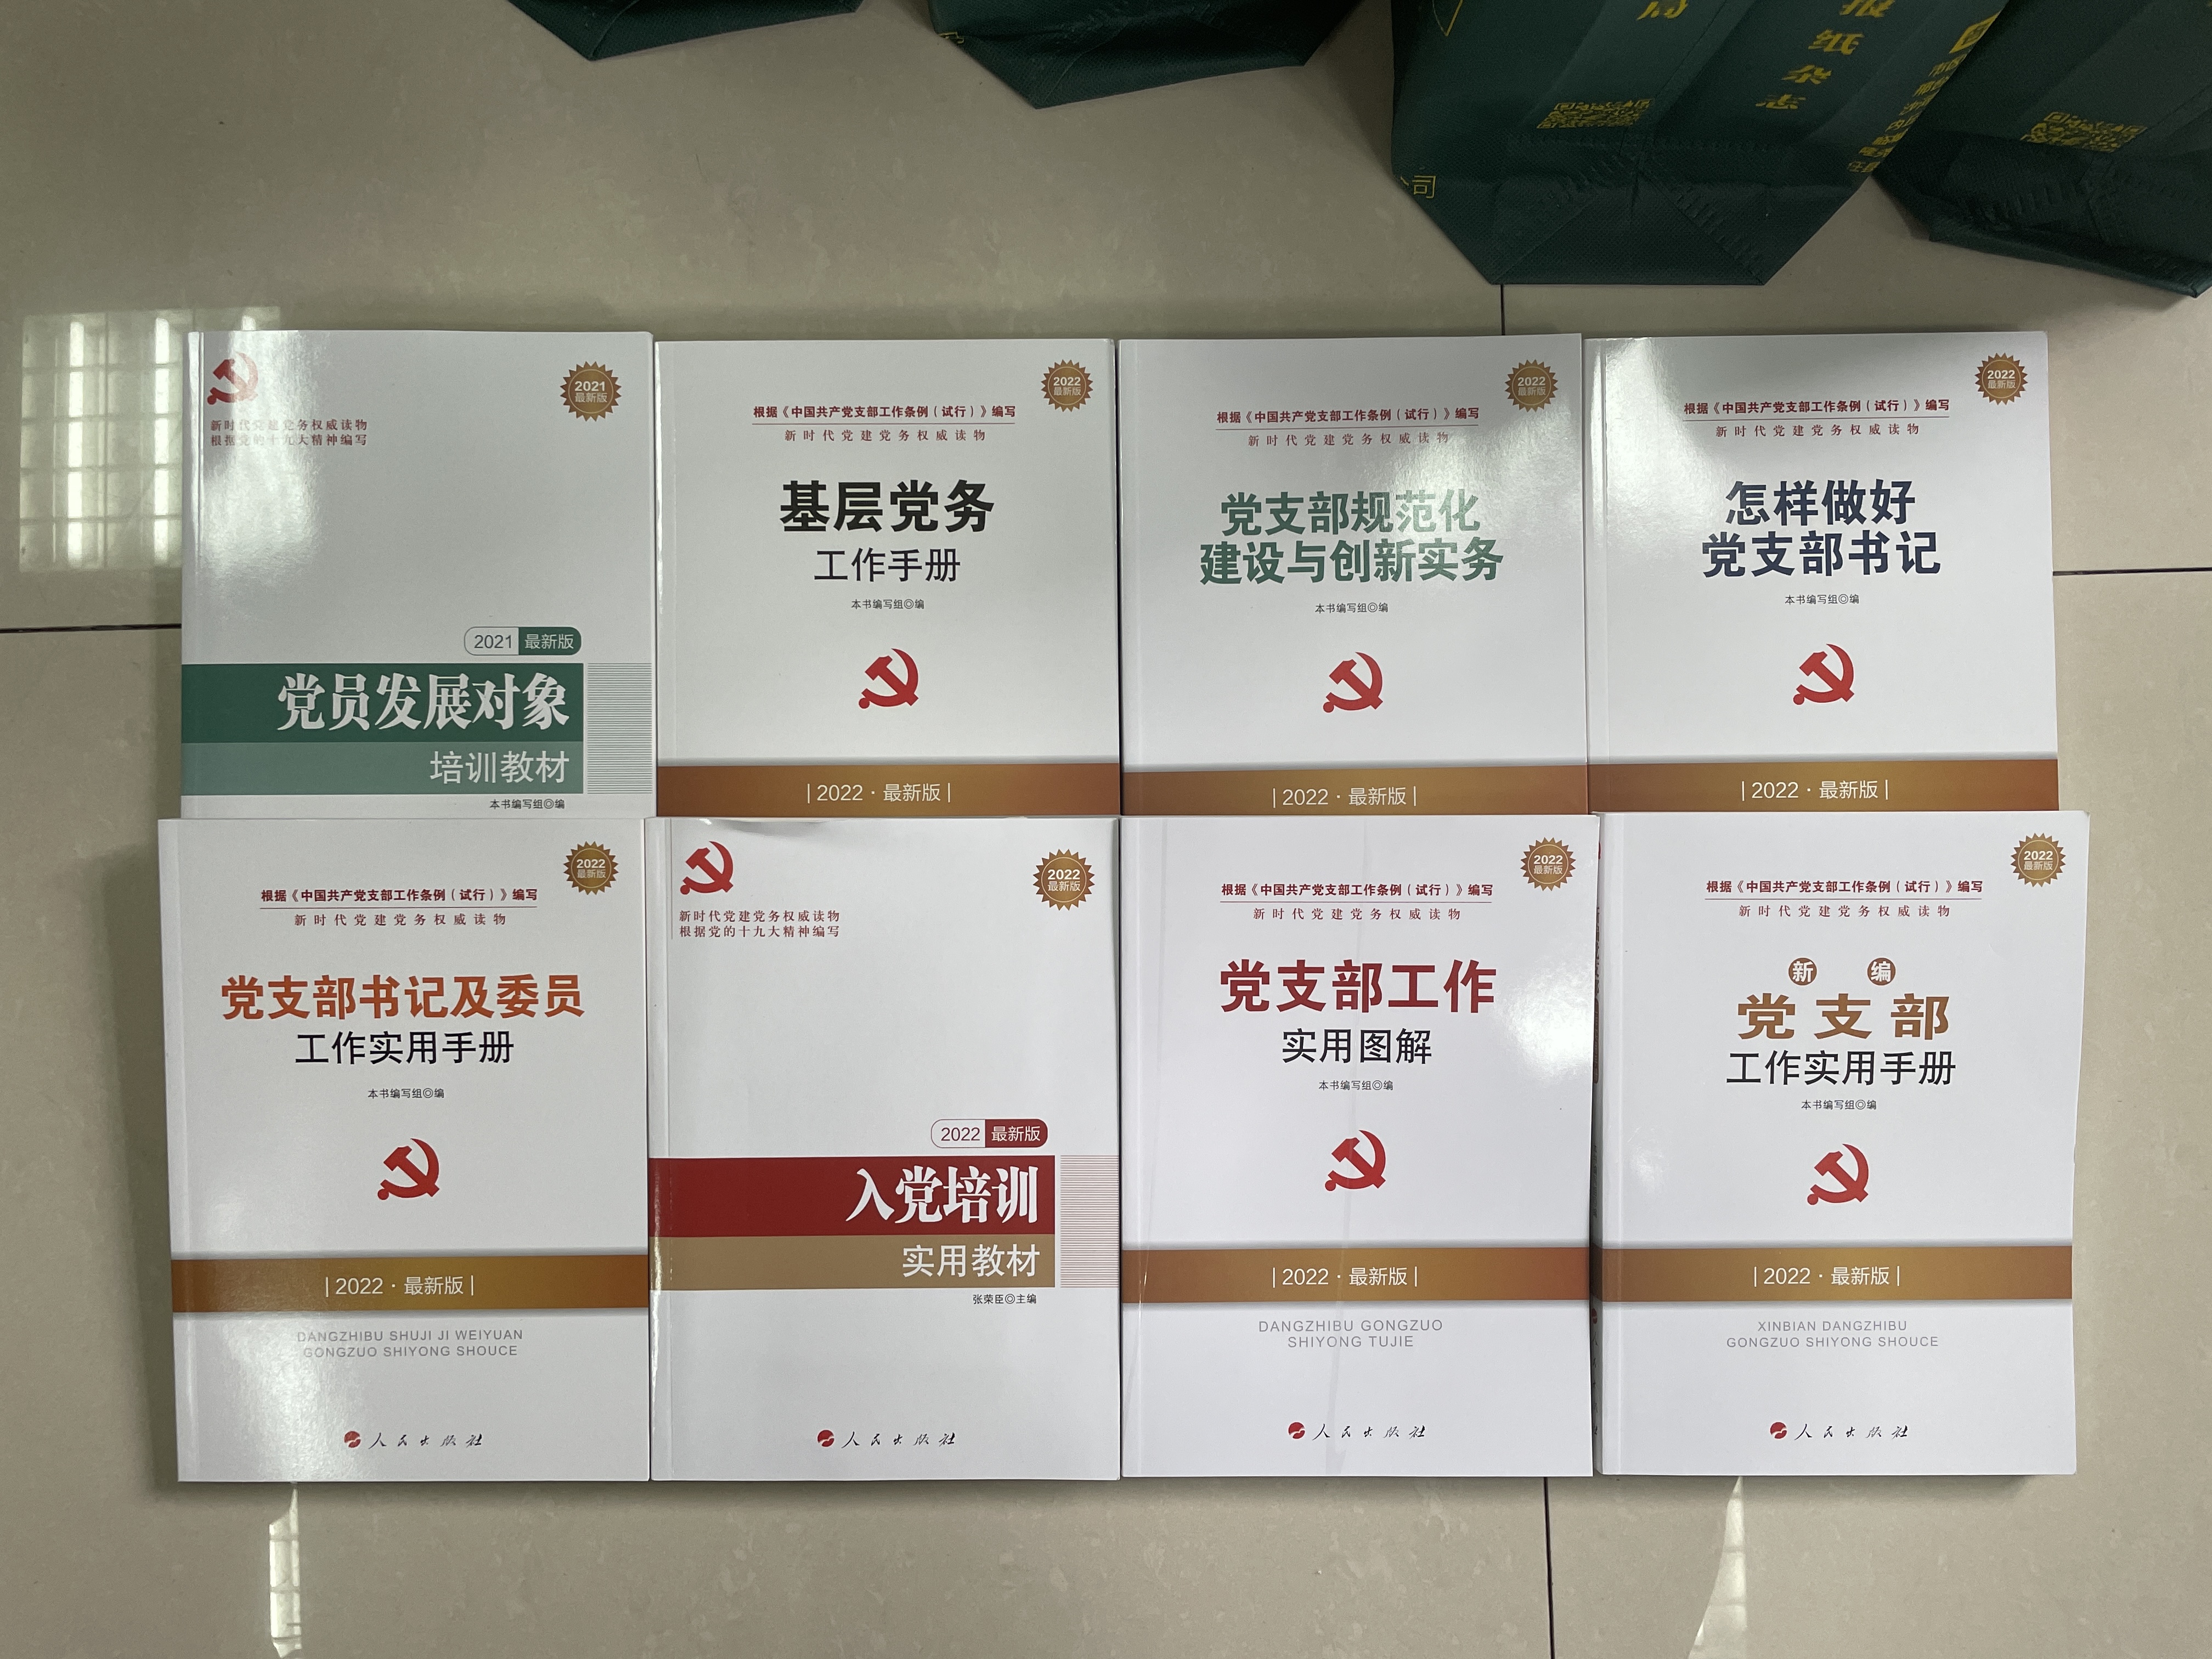 局
报
纸
杂
志
公司
2021
最新版
新时代党建党务权威读物
根据党的十九大精神编写
2021 最新版
党员发展对象
培训教材
本书编写组◎编
2022
最新版
根据《中国共产党支部工作条例(试行)》编写
新时代党建党务权威读物
基层党务
工作手册
本书编写组◎编
|2022·最新版|
2022
最新版
根据《中国共产党支部工作条例(试行)》编写
新时代党建党务权威读物
党支部规范化
建设与创新实务
本书编写组◎编
|2022·最新版|
2022
最新版
根据《中国共产党支部工作条例(试行)》编写
新时代党建党务权威读物
怎样做好
党支部书记
本书编写组◎编
|2022·最新版|
2022
最新版
根据《中国共产党支部工作条例(试行)》编写
新时代党建党务权威读物
党支部书记及委员
工作实用手册
本书编写组◎编
|2022·最新版|
DANGZHIBU SHUJI JI WEIYUAN
GONGZUO SHIYONG SHOUCE
人民出版社
2022
最新版
新时代党建党务权威读物
根据党的十九大精神编写
2022 最新版
入党培训
实用教材
张荣臣◎主编
人民出版社
2022
最新版
根据《中国共产党支部工作条例(试行)》编写
新时代党建党务权威读物
党支部工作
实用图解
本书编写组◎编
|2022·最新版|
DANGZHIBU GONGZUO
SHIYONG TUJIE
人民出版社
2022
最新版
根据《中国共产党支部工作条例(试行)》编写
新时代党建党务权威读物
新编
党支部
工作实用手册
本书编写组◎编
|2022·最新版|
XINBIAN DANGZHIBU
GONGZUO SHIYONG SHOUCE
人民出版社